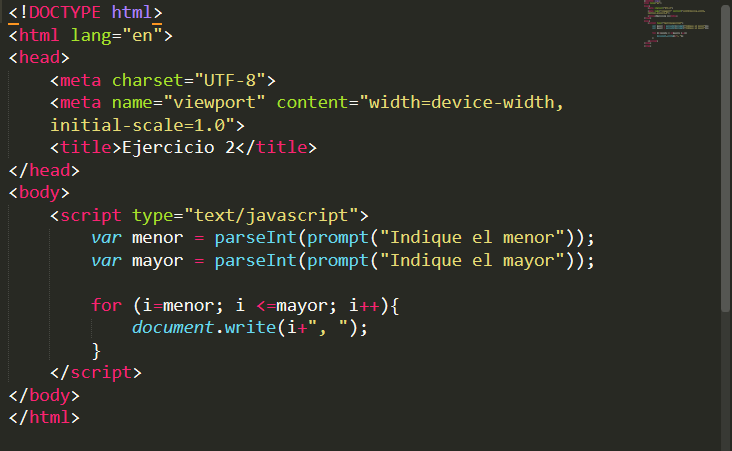 <!DOCTYPE html>
<html lang="en">
<head>
    <meta charset="UTF-8">
    <meta name="viewport" content="width=device-width,
    initial-scale=1.0">
    <title>Ejercicio 2</title>
</head>
<body>
    <script type="text/javascript">
        var menor = parseInt(prompt("Indique el menor"));
        var mayor = parseInt(prompt("Indique el mayor"));

        for (i=menor; i <=mayor; i++){
            document.write(i+", ");
        }
    </script>
</body>
</html>